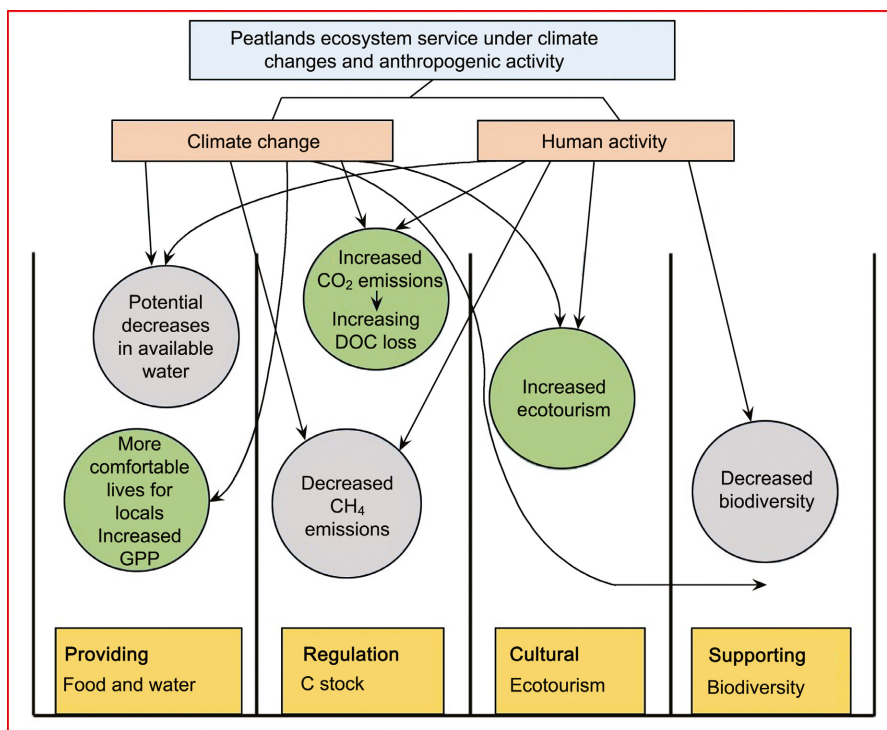 Peatlands ecosystem service under climate
changes and anthropogenic activity
Climate change
Human activity
Increased
CO₂ emissions
Increasing
DOC loss
Potential
decreases
in available
water
Increased
ecotourism
More
comfortable
lives for
locals
Increased
GPP
Decreased
CH₄
emissions
Decreased
biodiversity
Providing
Food and water
Regulation
C stock
Cultural
Ecotourism
Supporting
Biodiversity